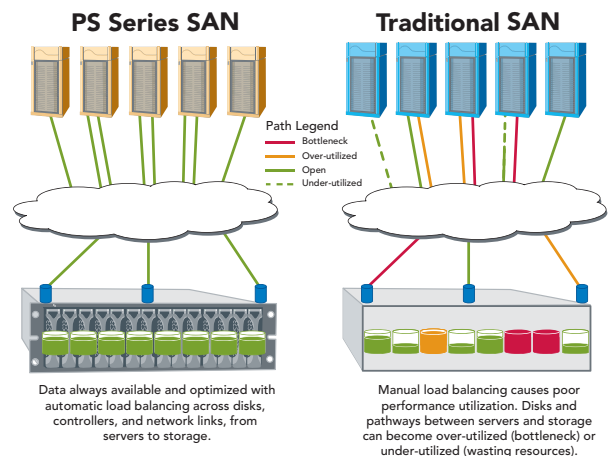 PS Series SAN
Traditional SAN
Path Legend
Bottleneck
Over-utilized
Open
Under-utilized
Data always available and optimized with
automatic load balancing across disks,
controllers, and network links, from
servers to storage.
Manual load balancing causes poor
performance utilization. Disks and
pathways between servers and storage
can become over-utilized (bottleneck) or
under-utilized (wasting resources).